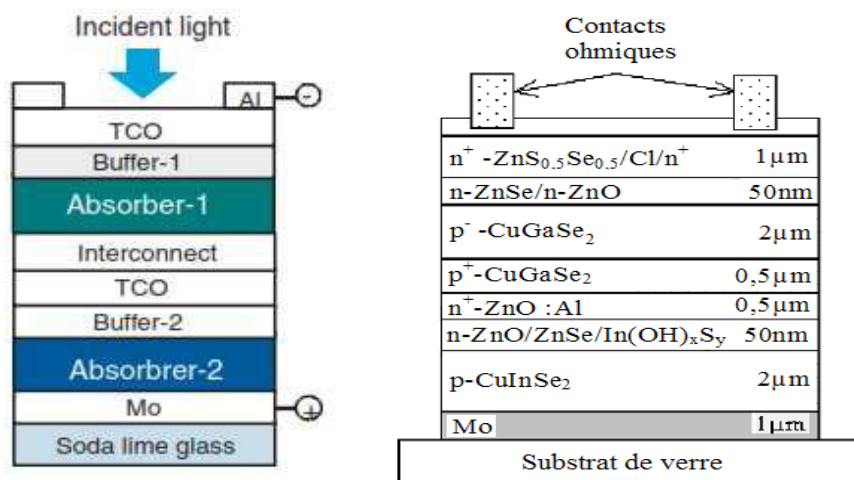 Incident light
Al
-
TCO
Buffer-1
Absorber-1
Interconnect
TCO
Buffer-2
Absorbrer-2
Mo
+
Soda lime glass
Contacts
ohmiques
n⁺ -ZnS₀.₅Se₀.₅/Cl/n⁺ 1µm
n-ZnSe/n-ZnO 50nm
p⁻ -CuGaSe₂ 2µm
p⁺-CuGaSe₂ 0,5µm
n⁺-ZnO :Al 0,5µm
n-ZnO/ZnSe/In(OH)ₓSᵧ 50nm
p-CuInSe₂ 2µm
Mo 1µm
Substrat de verre